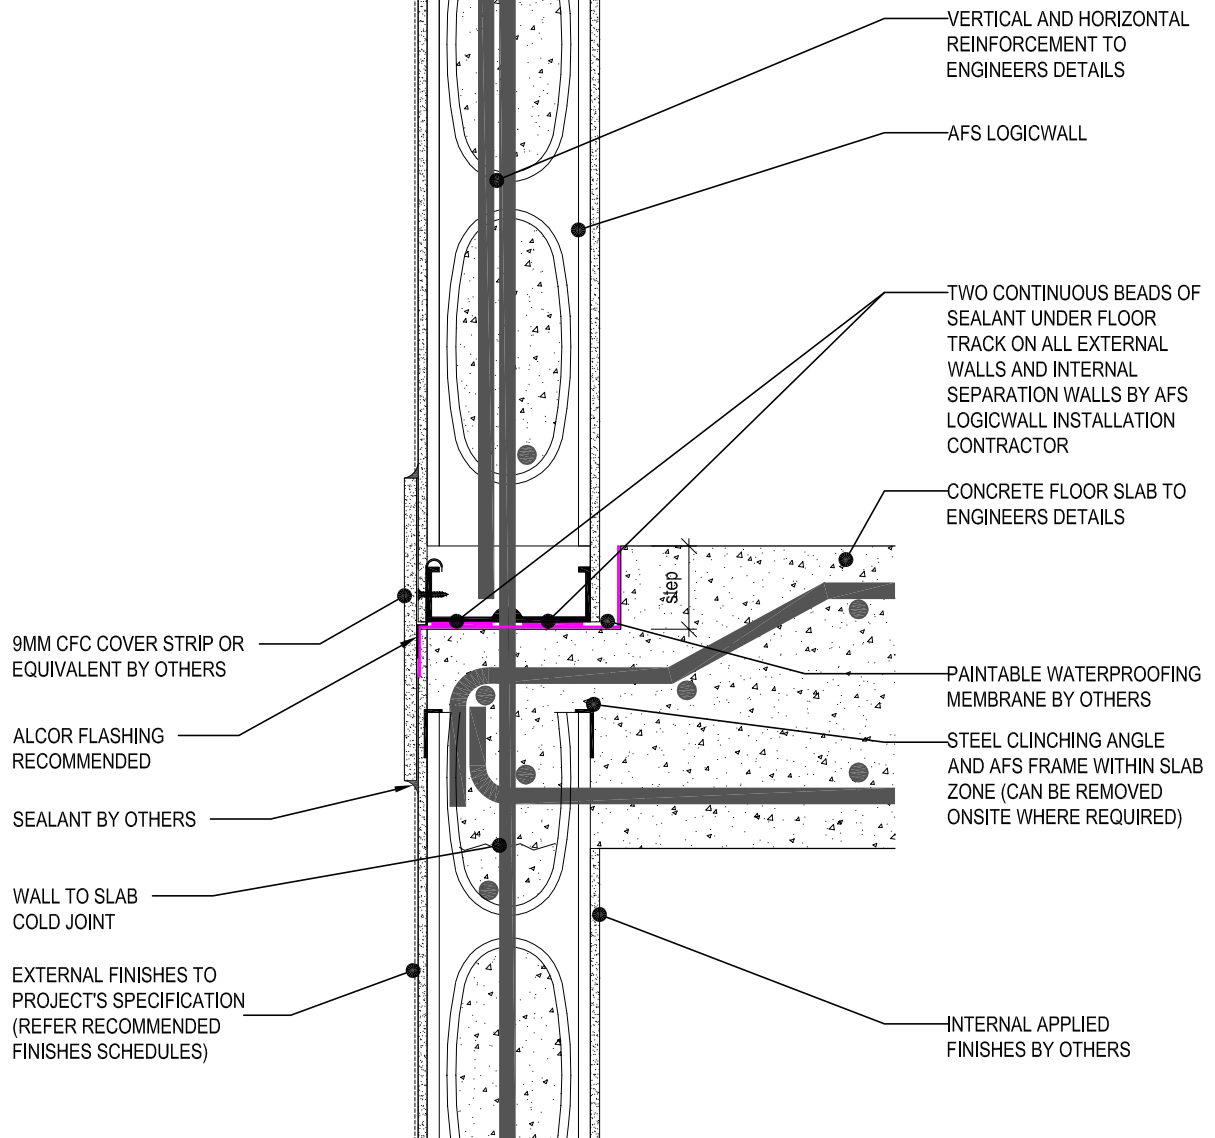 VERTICAL AND HORIZONTAL
REINFORCEMENT TO
ENGINEERS DETAILS
AFS LOGICWALL
TWO CONTINUOUS BEADS OF
SEALANT UNDER FLOOR
TRACK ON ALL EXTERNAL
WALLS AND INTERNAL
SEPARATION WALLS BY AFS
LOGICWALL INSTALLATION
CONTRACTOR
CONCRETE FLOOR SLAB TO
ENGINEERS DETAILS
step
9MM CFC COVER STRIP OR
EQUIVALENT BY OTHERS
PAINTABLE WATERPROOFING
MEMBRANE BY OTHERS
ALCOR FLASHING
RECOMMENDED
STEEL CLINCHING ANGLE
AND AFS FRAME WITHIN SLAB
ZONE (CAN BE REMOVED
ONSITE WHERE REQUIRED)
SEALANT BY OTHERS
WALL TO SLAB
COLD JOINT
EXTERNAL FINISHES TO
PROJECT'S SPECIFICATION
(REFER RECOMMENDED
FINISHES SCHEDULES)
INTERNAL APPLIED
FINISHES BY OTHERS